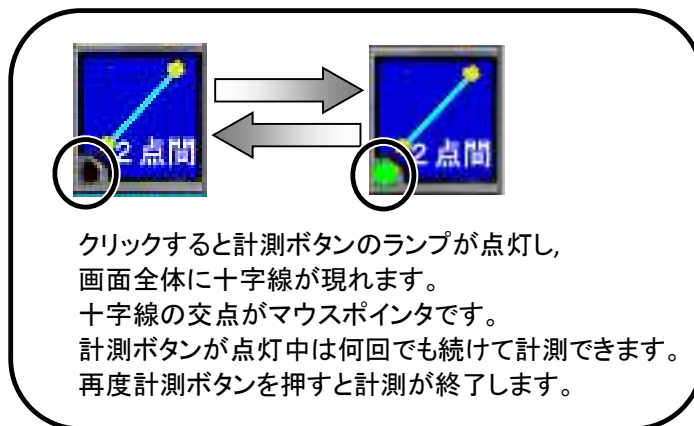 2点間
2点間
クリックすると計測ボタンのランプが点灯し,
画面全体に十字線が現れます。
十字線の交点がマウスポインタです。
計測ボタンが点灯中は何回でも続けて計測できます。
再度計測ボタンを押すと計測が終了します。